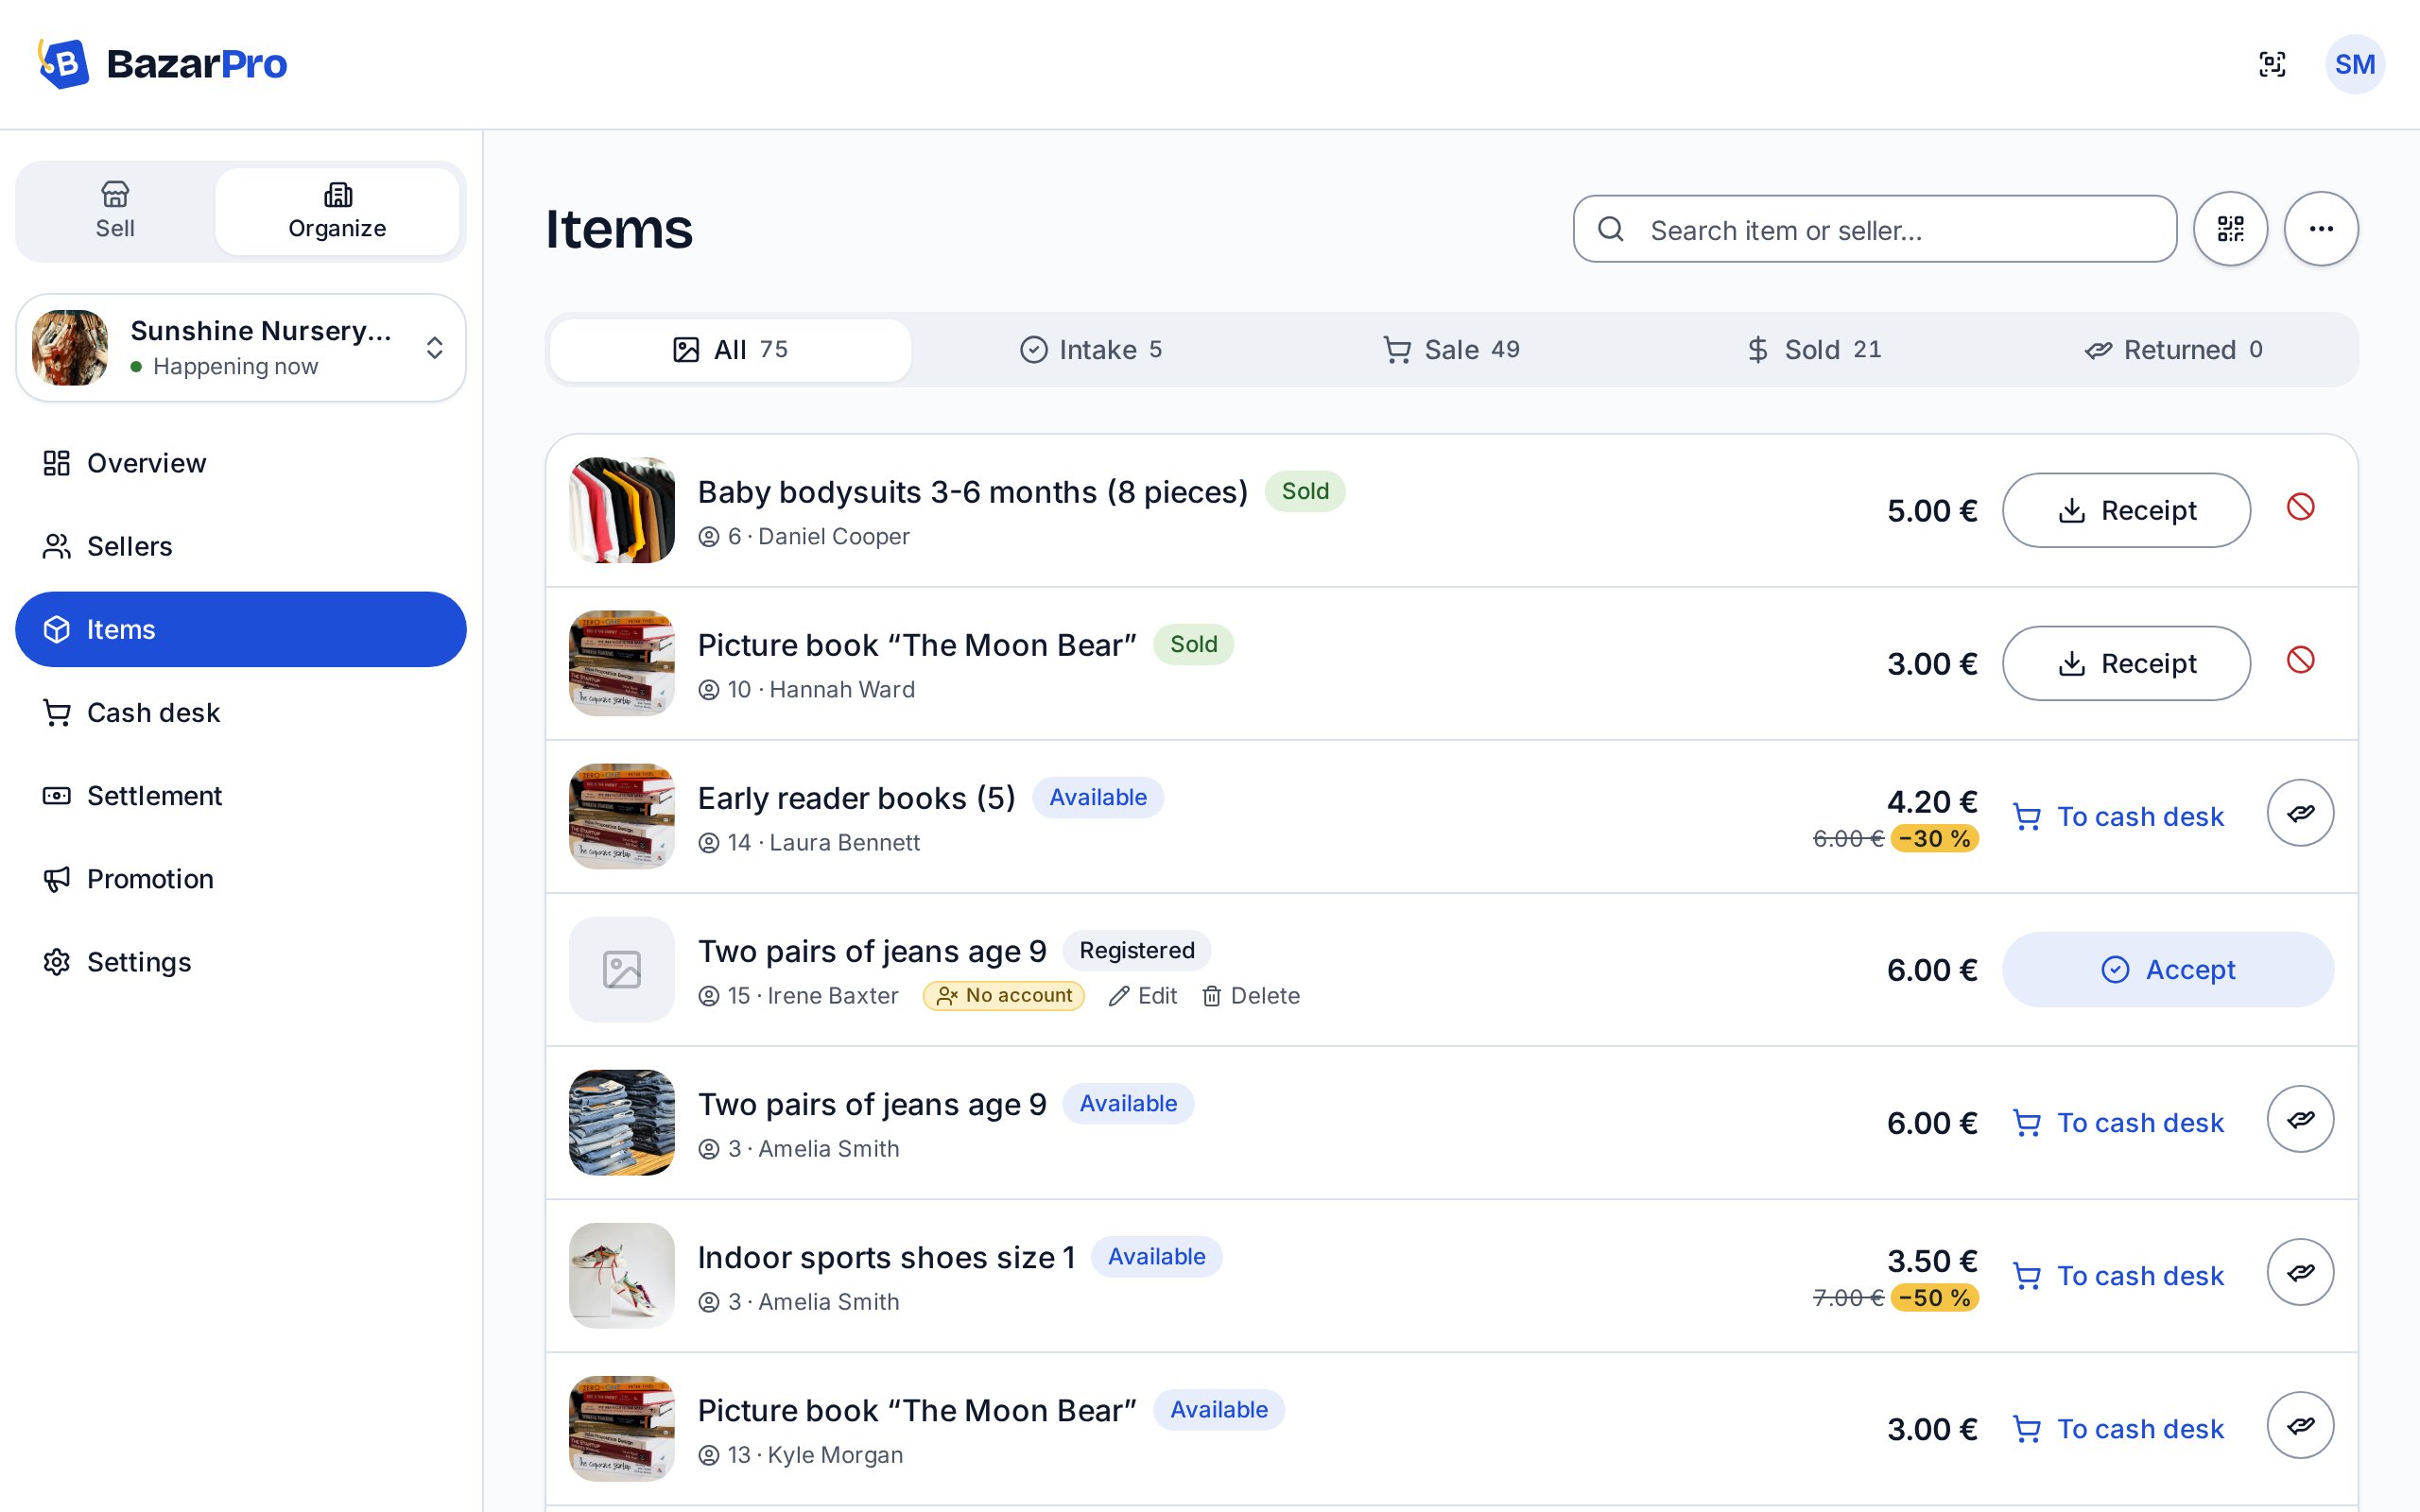 B BazarPro
SM
Sell
Organize
Sunshine Nursery...
Happening now
Overview
Sellers
Items
Cash desk
Settlement
Promotion
Settings
Items
Search item or seller...
All 75
Intake 5
Sale 49
Sold 21
Returned 0
Baby bodysuits 3-6 months (8 pieces) Sold
6 · Daniel Cooper
5.00 €
Receipt
Picture book “The Moon Bear” Sold
10 · Hannah Ward
3.00 €
Receipt
Early reader books (5) Available
14 · Laura Bennett
4.20 €
6.00 € −30 %
To cash desk
Two pairs of jeans age 9 Registered
15 · Irene Baxter No account Edit Delete
6.00 €
Accept
Two pairs of jeans age 9 Available
3 · Amelia Smith
6.00 €
To cash desk
Indoor sports shoes size 1 Available
3 · Amelia Smith
3.50 €
7.00 € −50 %
To cash desk
Picture book “The Moon Bear” Available
13 · Kyle Morgan
3.00 €
To cash desk